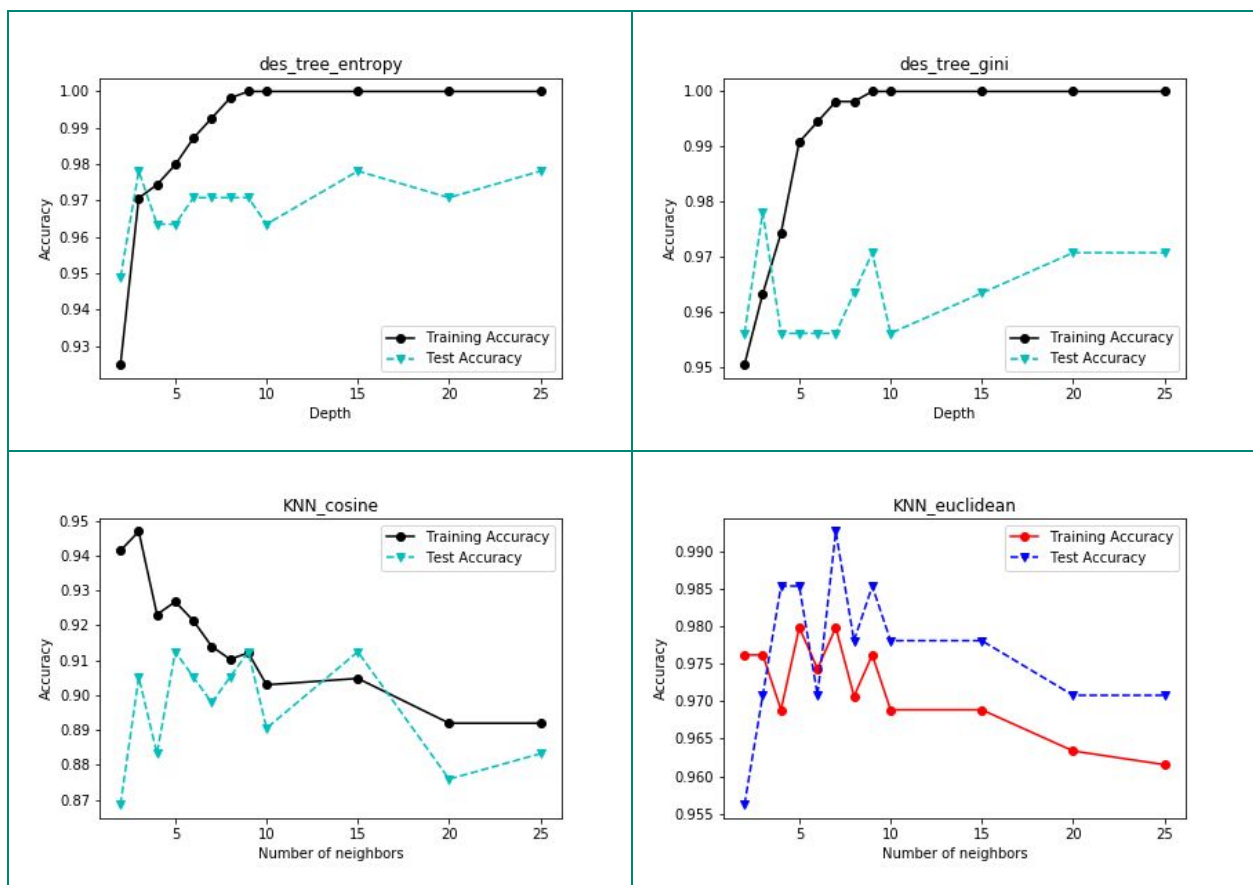 des_tree_entropy
1.00
0.99
0.98
0.97
0.96
0.95
0.94
0.93
Accuracy
Training Accuracy
Test Accuracy
5 10 15 20 25
Depth
des_tree_gini
1.00
0.99
0.98
0.97
0.96
0.95
Accuracy
Training Accuracy
Test Accuracy
5 10 15 20 25
Depth
KNN_cosine
0.95
0.94
0.93
0.92
0.91
0.90
0.89
0.88
0.87
Accuracy
Training Accuracy
Test Accuracy
5 10 15 20 25
Number of neighbors
KNN_euclidean
0.990
0.985
0.980
0.975
0.970
0.965
0.960
0.955
Accuracy
Training Accuracy
Test Accuracy
5 10 15 20 25
Number of neighbors